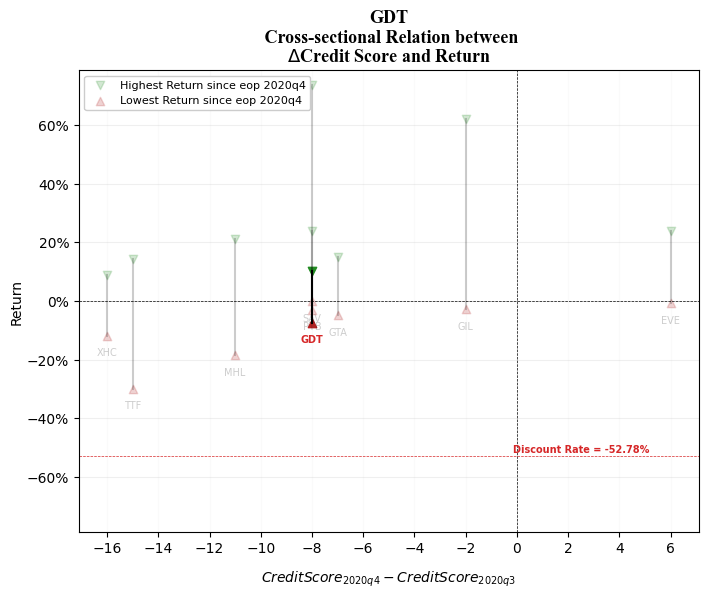 GDT
Cross-sectional Relation between
ΔCredit Score and Return
Highest Return since eop 2020q4
Lowest Return since eop 2020q4
60%
40%
20%
0%
−20%
−40%
−60%
Return
XHC
TTF
MHL
GDT
GTA
GIL
EVE
Discount Rate = -52.78%
−16 −14 −12 −10 −8 −6 −4 −2 0 2 4 6
CreditScore2020q4 − CreditScore2020q3